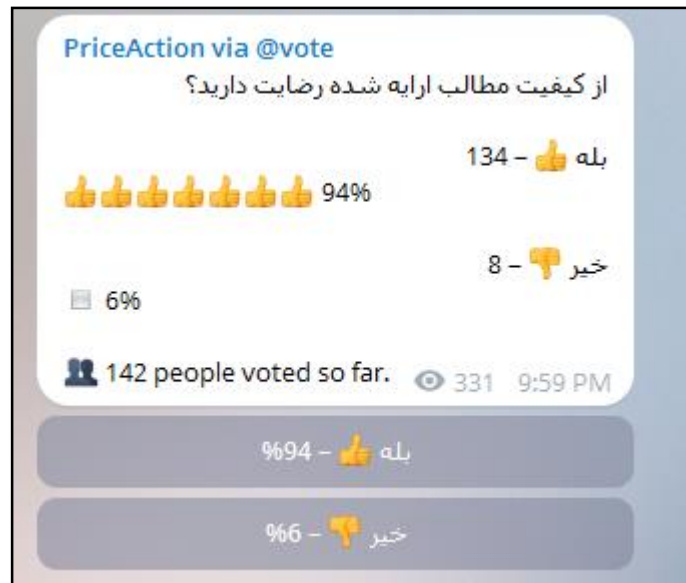 PriceAction via @vote
از کیفیت مطالب ارایه شده رضایت دارید؟
بله 👍 – 134
👍👍👍👍👍👍👍 94%
خیر 👎 – 8
6%
👥 142 people voted so far. 331 9:59 PM
بله 👍 – 94%
خیر 👎 – 6%